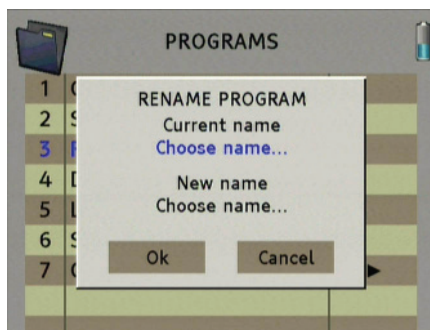 PROGRAMS
RENAME PROGRAM
Current name
Choose name...
New name
Choose name...
Ok
Cancel
1
2 S
3
4
5
6 S
7